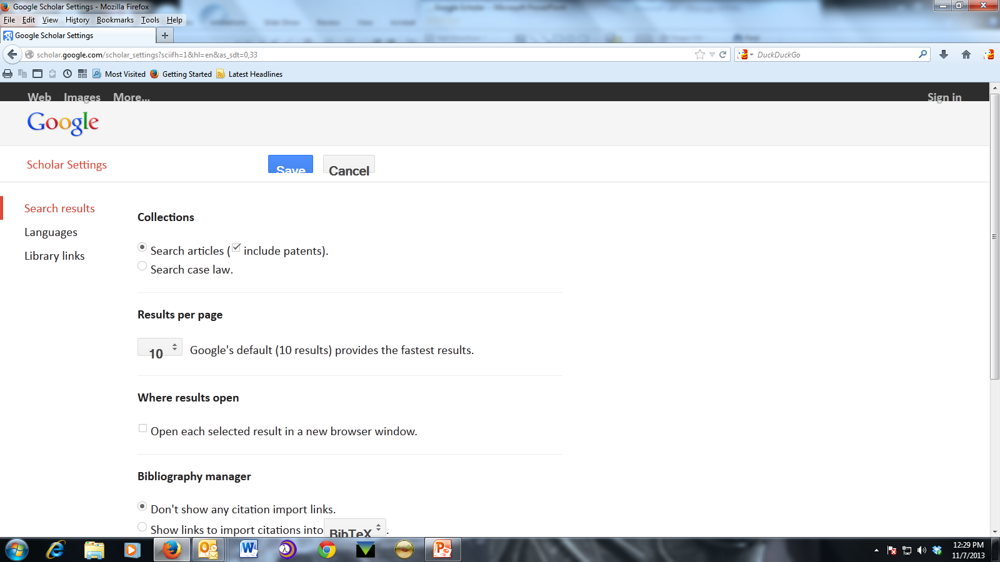 Google Scholar Settings - Mozilla Firefox
File Edit View History Bookmarks Tools Help
Google Scholar Settings
scholar.google.com/scholar_settings?sciifh=1&hl=en&as_sdt=0,33
DuckDuckGo
Most Visited Getting Started Latest Headlines
Web Images More... Sign in
Google
Scholar Settings Save Cancel
Search results
Languages
Library links
Collections
Search articles ( include patents).
Search case law.
Results per page
10 Google's default (10 results) provides the fastest results.
Where results open
Open each selected result in a new browser window.
Bibliography manager
Don't show any citation import links.
Show links to import citations into BibTeX .
12:29 PM
11/7/2013